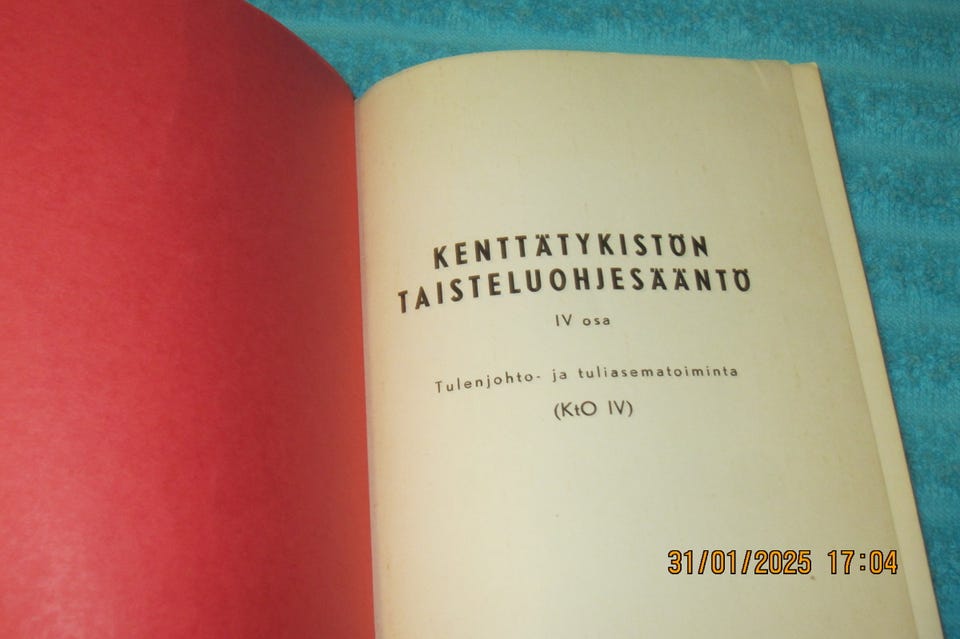 KENTTÄTYKISTÖN
TAISTELUOHJESÄÄNTÖ
IV osa
Tulenjohto- ja tuliasematoiminta
(KtO IV)
31/01/2025 17:04